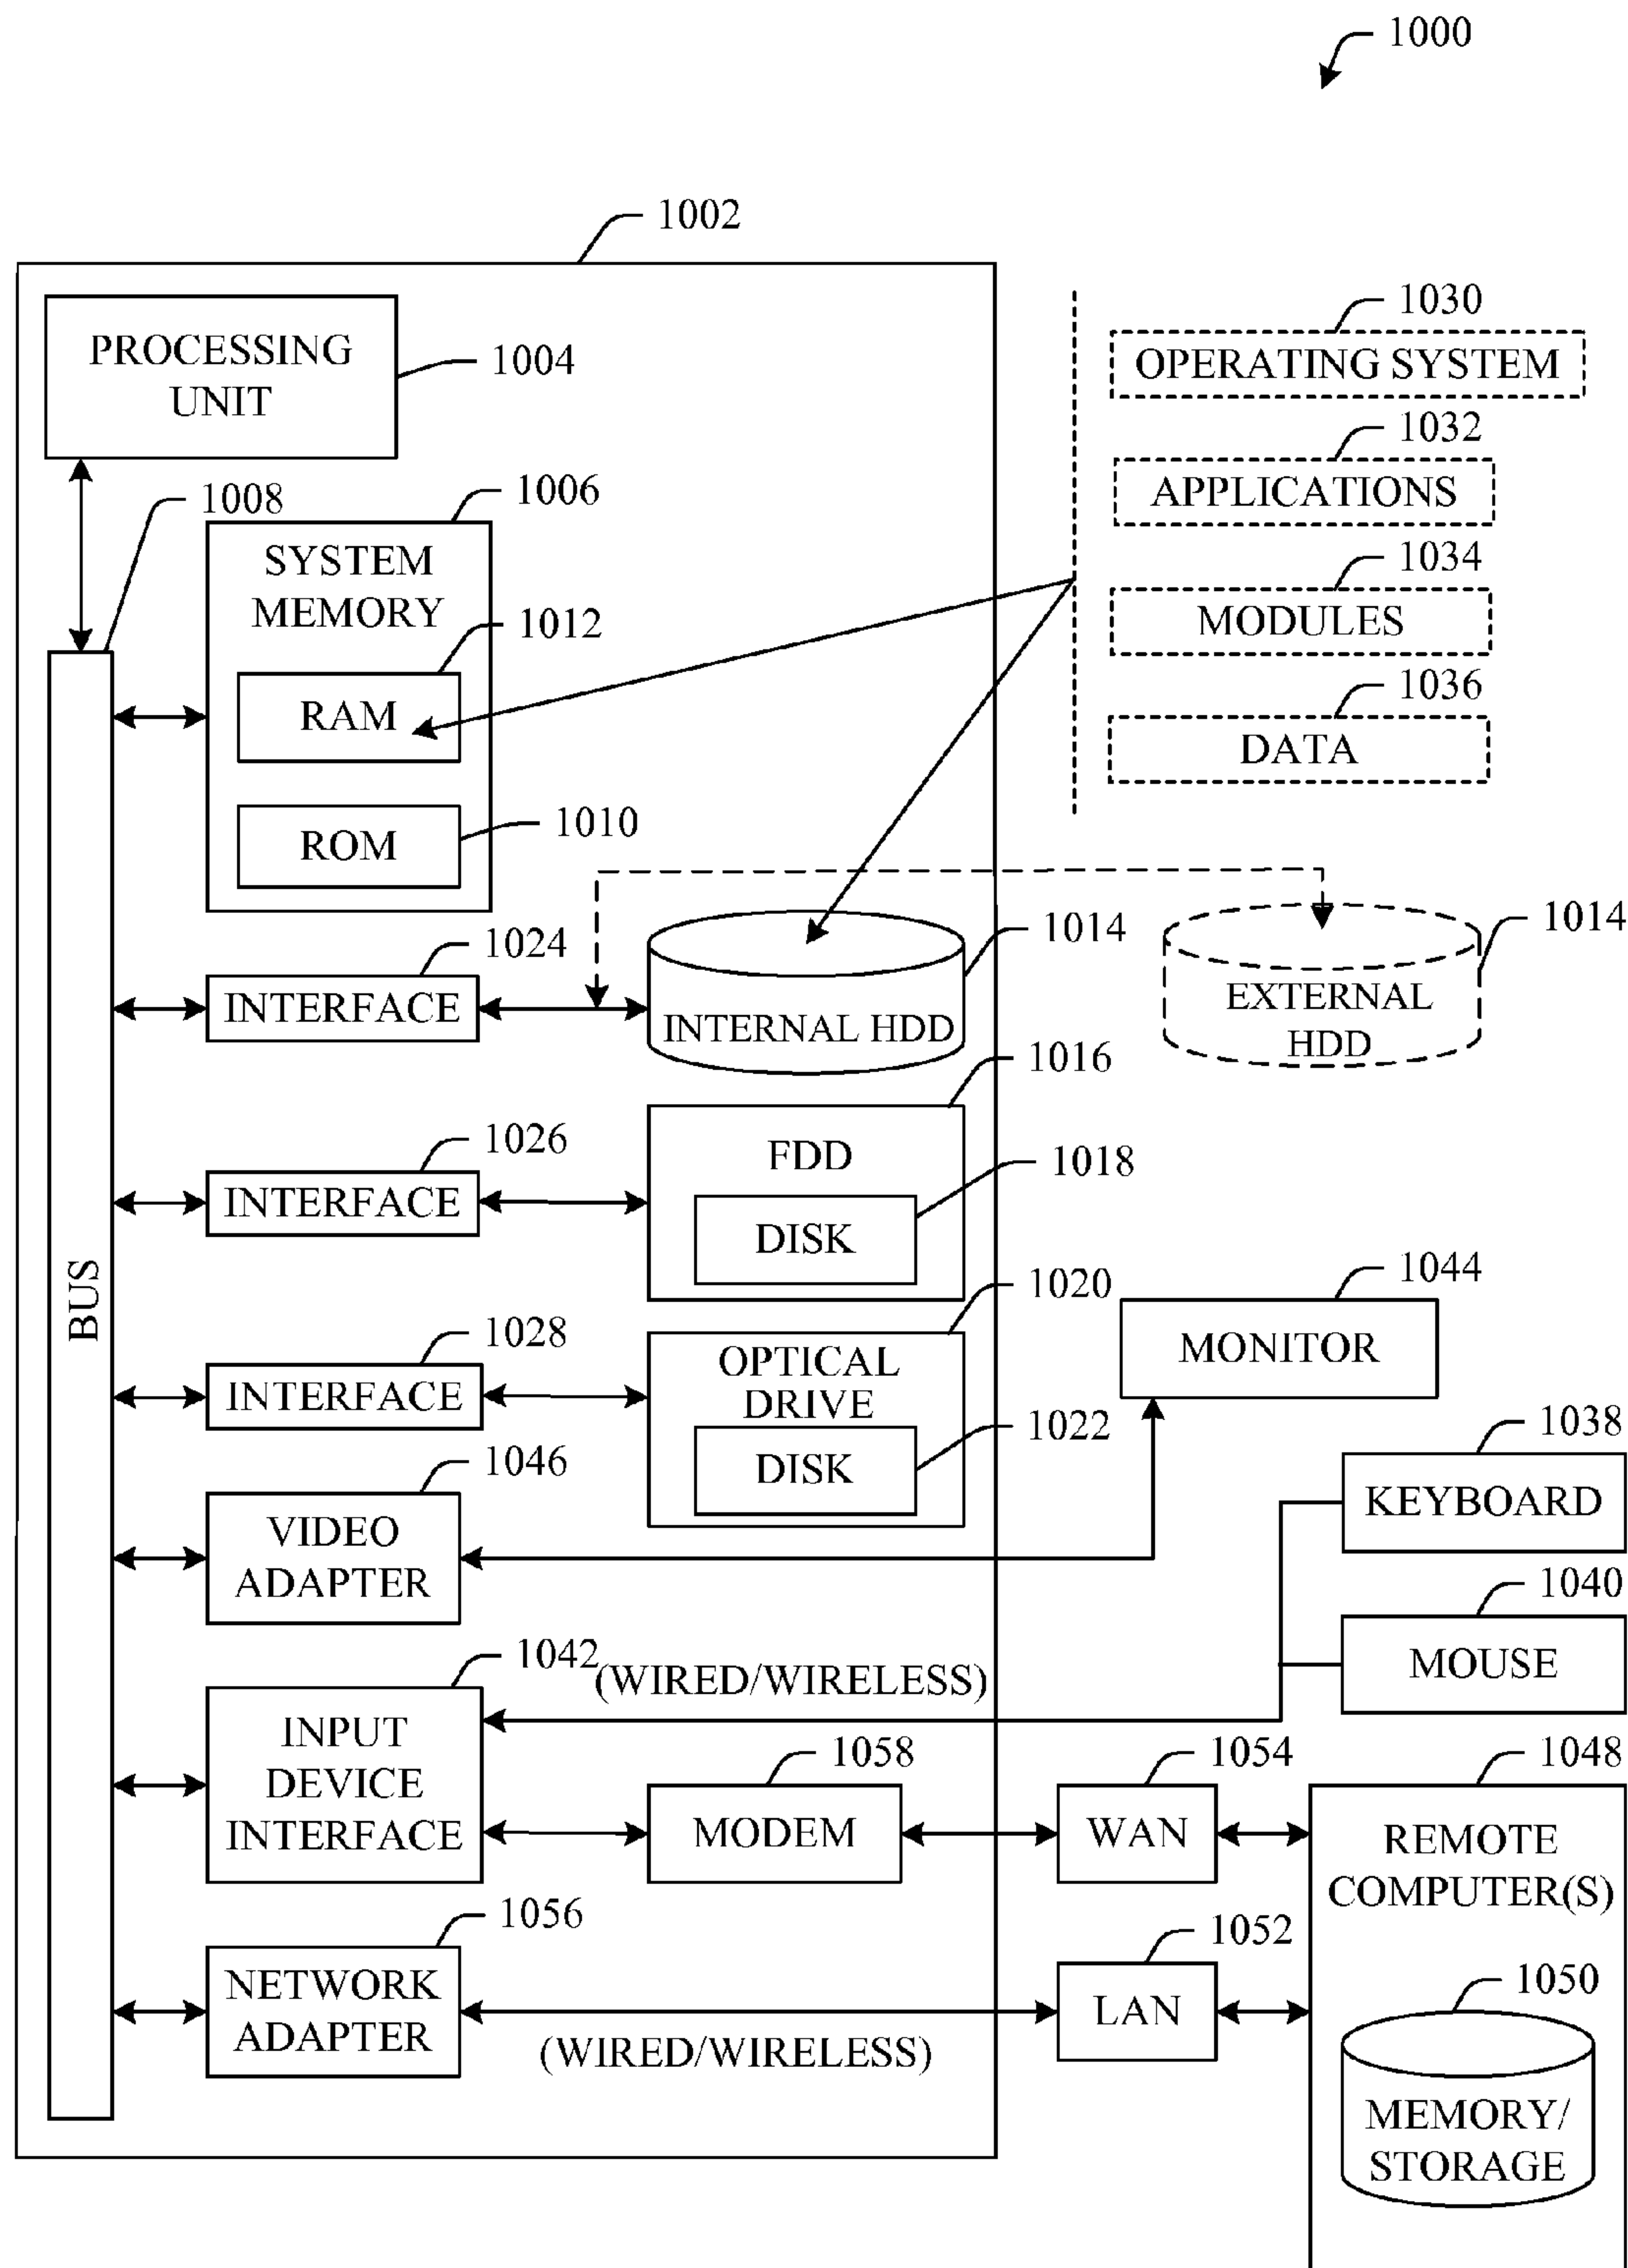 1000
1002
PROCESSING
UNIT
1004
1030
OPERATING SYSTEM
1032
APPLICATIONS
1034
MODULES
1036
DATA
1008
1006
SYSTEM
MEMORY
1012
RAM
1010
ROM
BUS
1024
INTERFACE
1014
INTERNAL HDD
1014
EXTERNAL
HDD
1026
INTERFACE
1016
FDD
1018
DISK
1028
INTERFACE
1020
OPTICAL
DRIVE
1022
DISK
1044
MONITOR
1046
VIDEO
ADAPTER
1038
KEYBOARD
1040
MOUSE
1042
(WIRED/WIRELESS)
INPUT
DEVICE
INTERFACE
1058
MODEM
1054
WAN
1048
REMOTE
COMPUTER(S)
1056
NETWORK
ADAPTER
(WIRED/WIRELESS)
1052
LAN
1050
MEMORY/
STORAGE